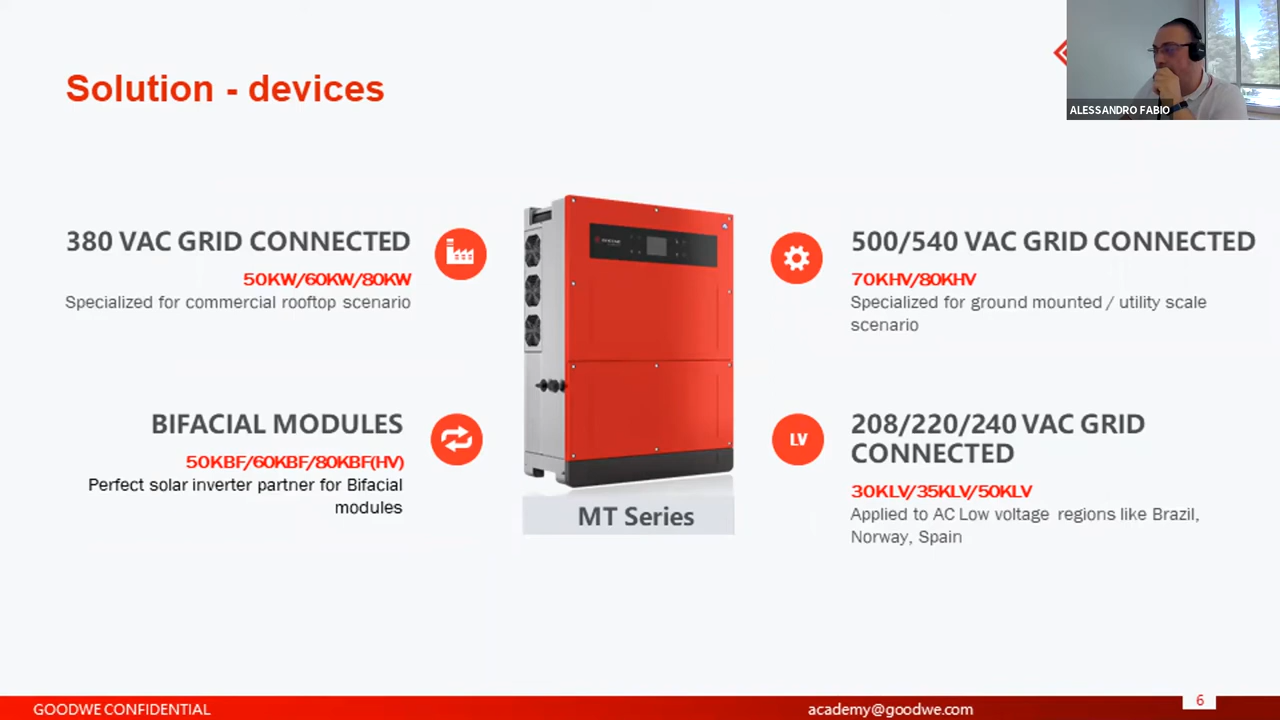 Solution - devices
ALESSANDRO FABIO
380 VAC GRID CONNECTED
50KW/60KW/80KW
Specialized for commercial rooftop scenario
500/540 VAC GRID CONNECTED
70KHV/80KHV
Specialized for ground mounted / utility scale
scenario
BIFACIAL MODULES
50KBF/60KBF/80KBF(HV)
Perfect solar inverter partner for Bifacial
modules
LV
208/220/240 VAC GRID
CONNECTED
30KLV/35KLV/50KLV
Applied to AC Low voltage regions like Brazil,
Norway, Spain
MT Series
GOODWE CONFIDENTIAL
academy@goodwe.com
6